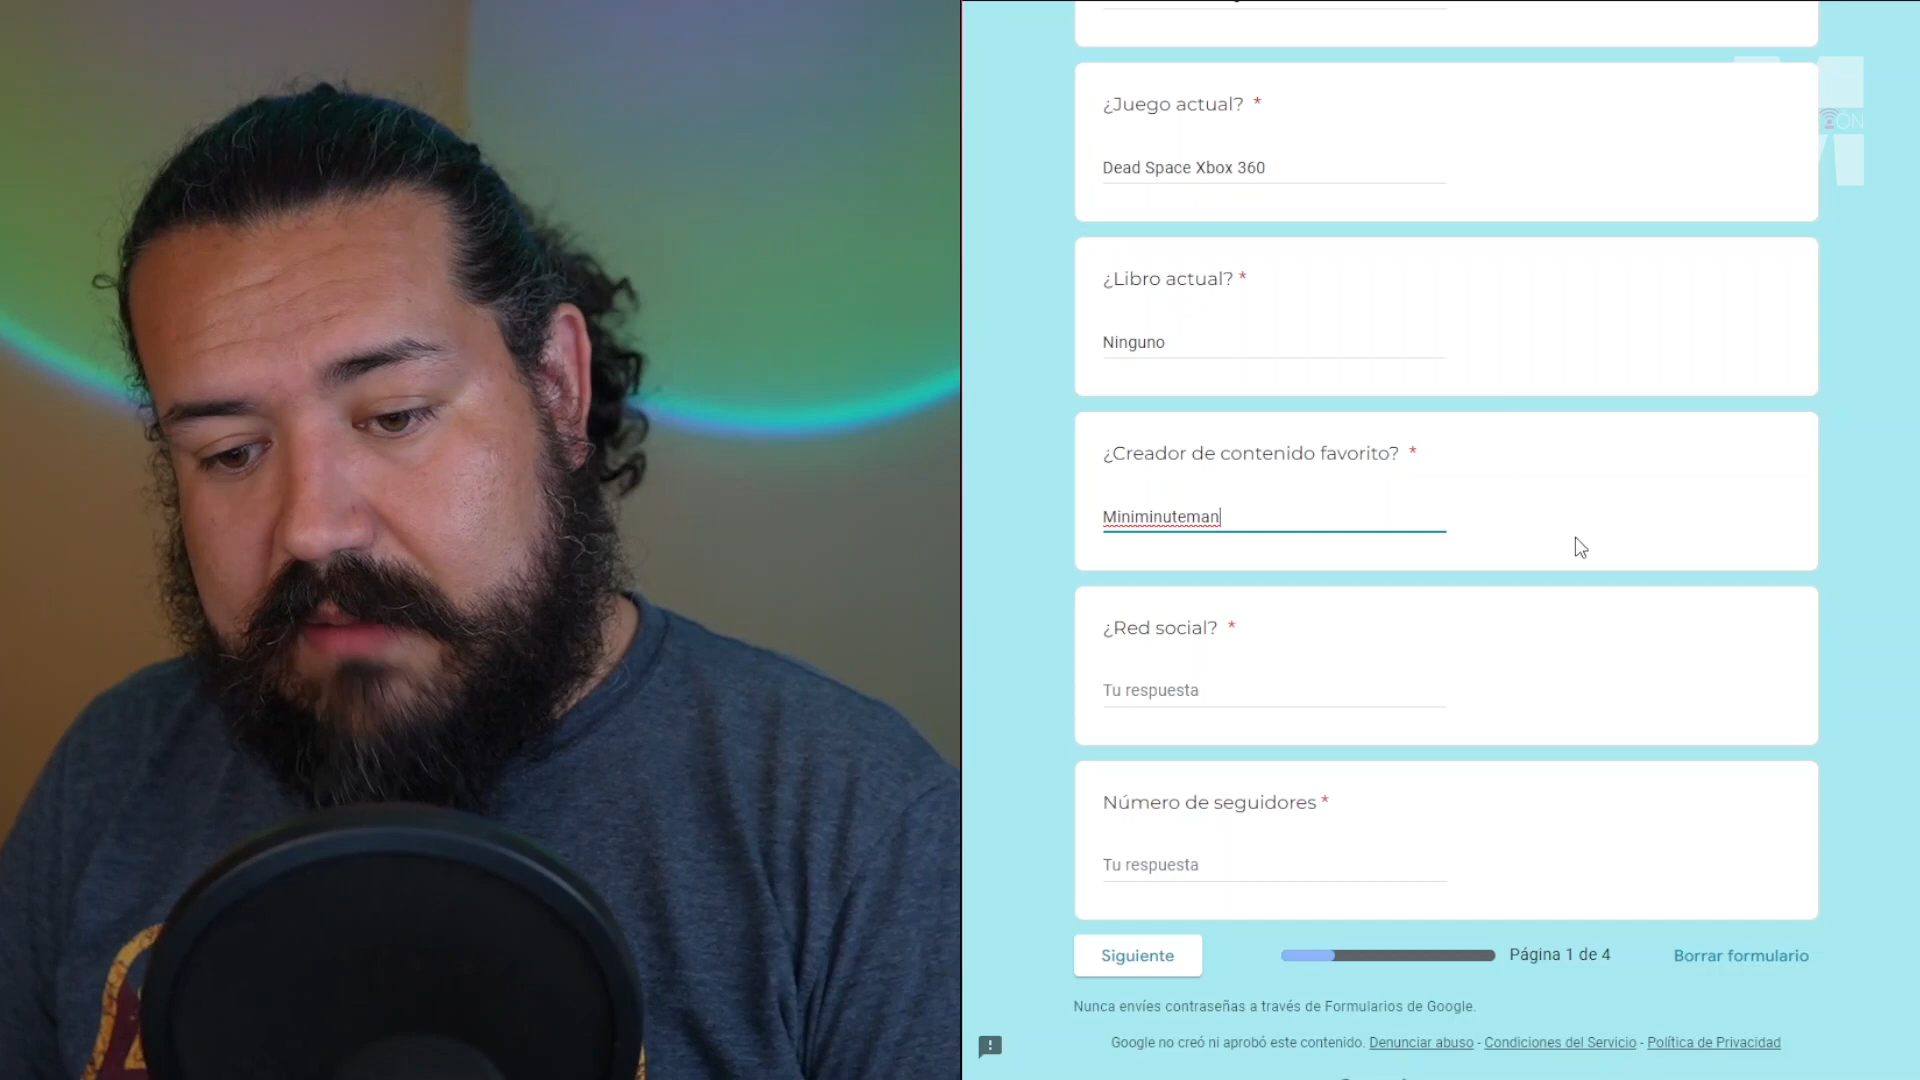 ¿Juego actual? *
ON
Dead Space Xbox 360
¿Libro actual? *
Ninguno
¿Creador de contenido favorito? *
Miniminuteman
¿Red social? *
Tu respuesta
Número de seguidores *
Tu respuesta
Siguiente
Página 1 de 4
Borrar formulario
Nunca envíes contraseñas a través de Formularios de Google.
Google no creó ni aprobó este contenido. Denunciar abuso - Condiciones del Servicio - Política de Privacidad